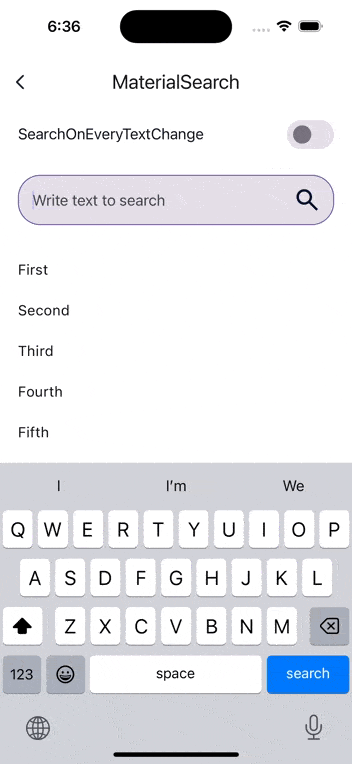 6:36
MaterialSearch
SearchOnEveryTextChange
Write text to search
First
Second
Third
Fourth
Fifth
I I'm We
Q W E R T Y U I O P
A S D F G H J K L
Z X C V B N M
123 space search